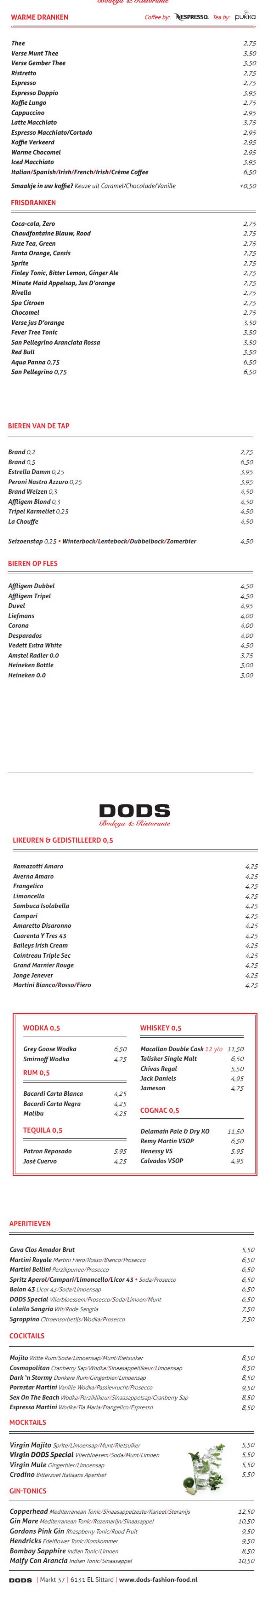 Bodega & Ristorante
WARME DRANKEN Coffee by: NESPRESSO. Tea by: pukka
Thee 2,75
Verse Munt Thee 3,50
Verse Gember Thee 3,50
Ristretto 2,75
Espresso 2,75
Espresso Doppio 3,95
Koffie Lungo 2,75
Cappuccino 2,95
Latte Macchiato 3,75
Espresso Macchiato/Cortado 2,95
Koffie Verkeerd 2,95
Warme Chocomel 2,95
Iced Macchiato 3,95
Italian/Spanish/Irish/French/Irish/Crème Coffee 6,50
Smaakje in uw koffie? Keuze uit Caramel/Chocolade/Vanille +0,50
FRISDRANKEN
Coca-cola, Zero 2,75
Chaudfontaine Blauw, Rood 2,75
Fuze Tea, Green 2,75
Fanta Orange, Cassis 2,75
Sprite 2,75
Finley Tonic, Bitter Lemon, Ginger Ale 2,75
Minute Maid Appelsap, Jus D'orange 2,75
Rivella 2,75
Spa Citroen 2,75
Chocomel 2,75
Verse jus D'orange 3,50
Fever Tree Tonic 3,50
San Pellegrino Aranciata Rossa 3,50
Red Bull 3,50
Aqua Panna 0,75 6,50
San Pellegrino 0,75 6,50
BIEREN VAN DE TAP
Brand 0,2 2,75
Brand 0,5 6,50
Estrella Damm 0,25 3,95
Peroni Nastro Azzuro 0,25 3,95
Brand Weizen 0,3 4,50
Affligem Blond 0,3 4,50
Tripel Karmeliet 0,25 4,50
La Chouffe 4,50
Seizoenstap 0,25 • Winterbock/Lentebock/Dubbelbock/Zomerbier 4,50
BIEREN OP FLES
Affligem Dubbel 4,50
Affligem Tripel 4,50
Duvel 4,95
Liefmans 4,00
Corona 4,00
Desparados 4,00
Vedett Extra White 4,50
Amstel Radler 0.0 3,75
Heineken Bottle 3,00
Heineken 0.0 3,00
DODS
Bodega & Ristorante
LIKEUREN & GEDISTILLEERD 0,5
Ramazotti Amaro 4,25
Averna Amaro 4,25
Frangelico 4,75
Limoncello 4,75
Sambuca Isolabella 4,25
Campari 4,75
Amaretto Disaronno 4,25
Cuarenta Y Tres 43 4,25
Baileys Irish Cream 4,25
Cointreau Triple Sec 4,25
Grand Marnier Rouge 4,25
Jonge Jenever 4,25
Martini Bianco/Rosso/Fiero 4,75
WODKA 0,5
Grey Goose Wodka 6,50
Smirnoff Wodka 4,75
RUM 0,5
Bacardi Carta Blanca 4,25
Bacardi Carta Negra 4,25
Malibu 4,25
TEQUILA 0,5
Patron Reposado 5,95
José Cuervo 4,25
WHISKEY 0,5
Macallan Double Cask 12 y/o 11,50
Talisker Single Malt 6,50
Chivas Regal 5,50
Jack Daniels 4,95
Jameson 4,75
COGNAC 0,5
Delamain Pale & Dry XO 11,50
Remy Martin VSOP 6,50
Henessy VS 5,95
Calvados VSOP 4,95
APERITIEVEN
Cava Clos Amador Brut 5,50
Martini Royale Martini Fiero/Rosso/Bianco/Prosecco 6,50
Martini Bellini Perzikpuree/Prosecco 6,50
Spritz Aperol/Campari/Limoncello/Licor 43 • Soda/Prosecco 6,50
Balon 43 Licor 43/Soda/Limoensap 6,50
DODS Special Vlierbloesem/Prosecco/Soda/Limoen/Munt 6,50
Lolailo Sangria Wit/Rode Sangria 7,50
Sgroppino Citroensorbetijs/Wodka/Prosecco 7,50
COCKTAILS
Mojito Witte Rum/Soda/Limoensap/Munt/Rietsuiker 8,50
Cosmopolitan Cranberry Sap/Wodka/Sinaasappellikeur/Limoensap 8,50
Dark 'n Stormy Donkere Rum/Gingerbier/Limoensap 8,50
Pornstar Martini Vanille Wodka/Passievrucht/Prosecco 9,50
Sex On The Beach Wodka/Perziklikeur/Sinaasappelsap/Cranberry Sap 8,50
Espresso Martini Wodka/Tia Maria/Frangelico/Espresso 8,50
MOCKTAILS
Virgin Mojito Sprite/Limoensap/Munt/Rietsuiker 5,50
Virgin DODS Special Vlierbloesem/Soda/Munt/Limoen 5,50
Virgin Mule Gingerbier/Limoensap 5,50
Crodino Bitterzoet Italiaans Aperitief 5,50
GIN-TONICS
Copperhead Mediterranean Tonic/Sinaasappelzeste/Kaneel/Steranijs 12,50
Gin Mare Mediterranean Tonic/Rozemarijn/Sinaasappel 10,50
Gordons Pink Gin Raspberry Tonic/Rood Fruit 9,50
Hendricks Edelflower Tonic/Komkommer 9,50
Bombay Sapphire Indian Tonic/Limoen 8,50
Malfy Con Arancia Indian Tonic/Sinaasappel 10,50
DODS | Markt 37 | 6131 EL Sittard | www.dods-fashion-food.nl